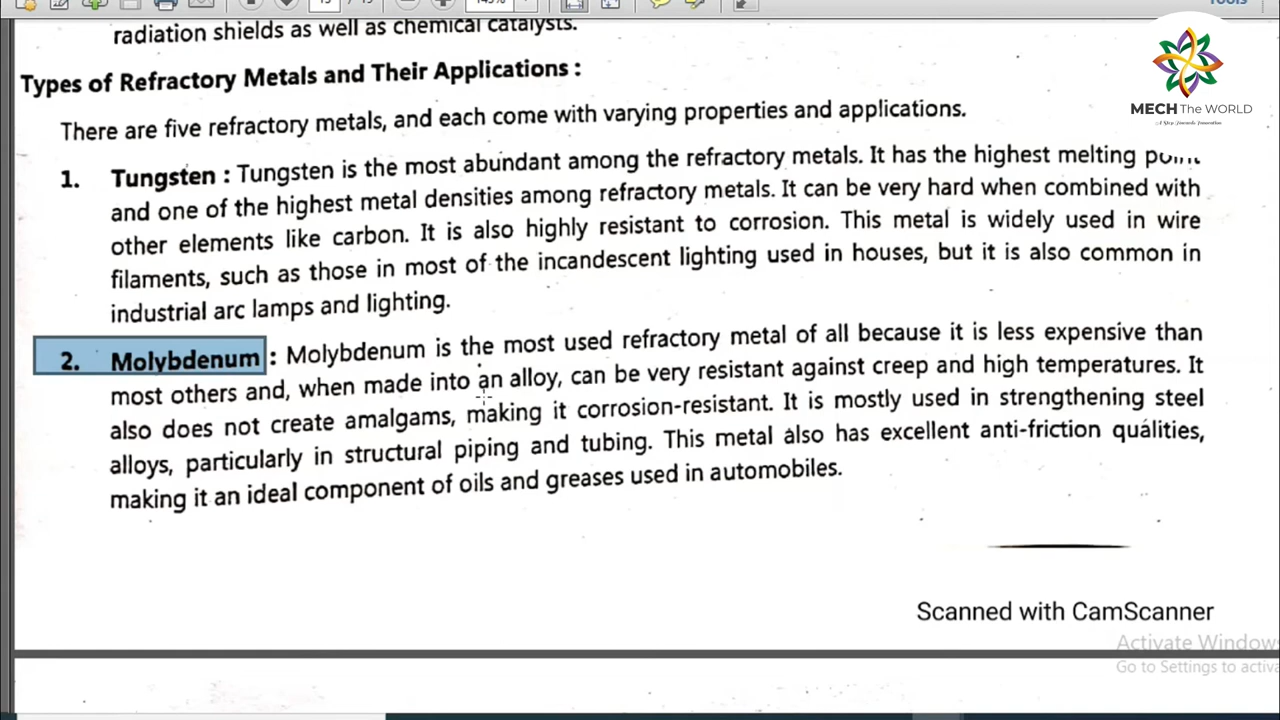 radiation shields as well as chemical catalysts.
Types of Refractory Metals and Their Applications :
There are five refractory metals, and each come with varying properties and applications.
1. Tungsten : Tungsten is the most abundant among the refractory metals. It has the highest melting point
and one of the highest metal densities among refractory metals. It can be very hard when combined with
other elements like carbon. It is also highly resistant to corrosion. This metal is widely used in wire
filaments, such as those in most of the incandescent lighting used in houses, but it is also common in
industrial arc lamps and lighting.
2. Molybdenum : Molybdenum is the most used refractory metal of all because it is less expensive than
most others and, when made into an alloy, can be very resistant against creep and high temperatures. It
also does not create amalgams, making it corrosion-resistant. It is mostly used in strengthening steel
alloys, particularly in structural piping and tubing. This metal also has excellent anti-friction qualities,
making it an ideal component of oils and greases used in automobiles.
Scanned with CamScanner
Activate Windows
Go to Settings to activa
MECH The WORLD
Tools